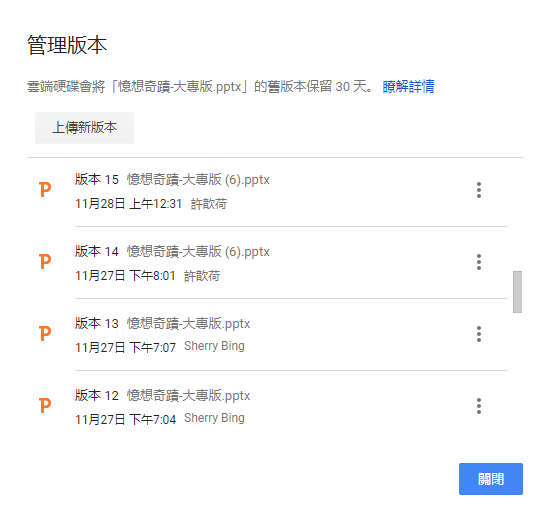 管理版本
雲端硬碟會將「憶想奇蹟-大專版.pptx」的舊版本保留 30 天。 瞭解詳情
上傳新版本
版本 15 憶想奇蹟-大專版 (6).pptx
11月28日 上午12:31 許歆荷
版本 14 憶想奇蹟-大專版 (6).pptx
11月27日 下午8:01 許歆荷
版本 13 憶想奇蹟-大專版.pptx
11月27日 下午7:07 Sherry Bing
版本 12 憶想奇蹟-大專版.pptx
11月27日 下午7:04 Sherry Bing
關閉